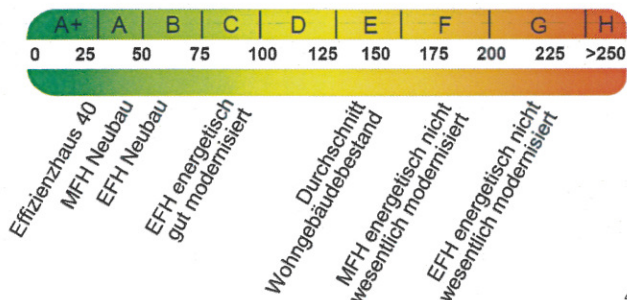 A+ A B C D E F G H
0 25 50 75 100 125 150 175 200 225 >250
Effizienzhaus 40
MFH Neubau
EFH Neubau
EFH energetisch
gut modernisiert
Durchschnitt
Wohngebäudebestand
MFH energetisch nicht
wesentlich modernisiert
EFH energetisch nicht
wesentlich modernisiert